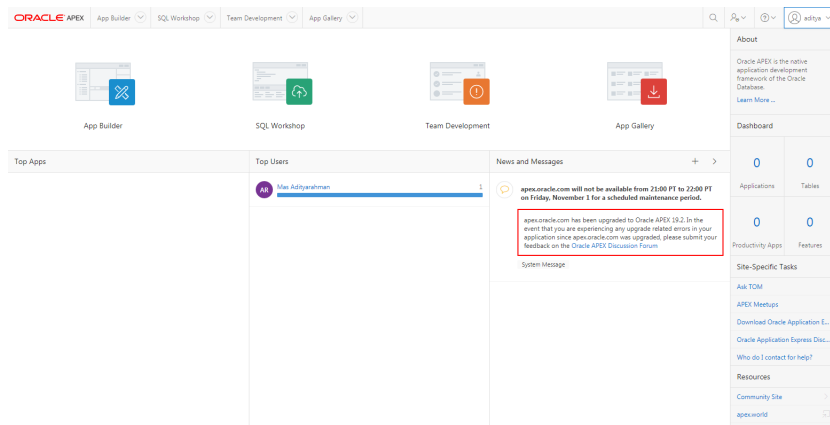 ORACLE APEX App Builder SQL Workshop Team Development App Gallery aditya
App Builder
SQL Workshop
Team Development
App Gallery
Top Apps
Top Users
AR Mas Adityarahman 1
News and Messages
apex.oracle.com will not be available from 21:00 PT to 22:00 PT
on Friday, November 1 for a scheduled maintenance period.
apex.oracle.com has been upgraded to Oracle APEX 19.2. In the
event that you are experiencing any upgrade related errors in your
application since apex.oracle.com was upgraded, please submit your
feedback on the Oracle APEX Discussion Forum
System Message
About
Oracle APEX is the native
application development
framework of the Oracle
Database.
Learn More ...
Dashboard
0 0
Applications Tables
0 0
Productivity Apps Features
Site-Specific Tasks
Ask TOM
APEX Meetups
Download Oracle Application E...
Oracle Application Express Disc...
Who do I contact for help?
Resources
Community Site
apex.world